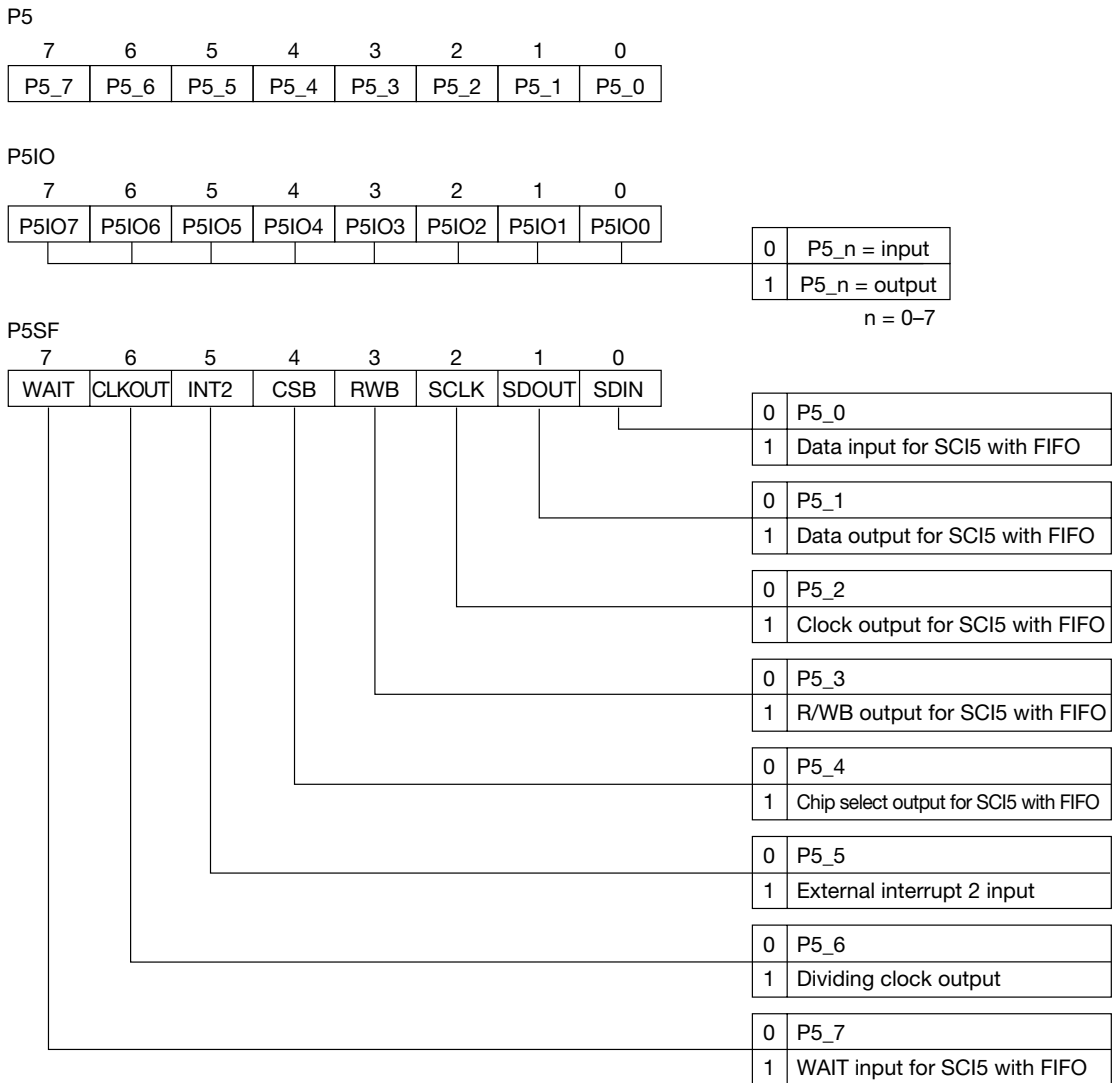 P5
7 6 5 4 3 2 1 0
P5_7 P5_6 P5_5 P5_4 P5_3 P5_2 P5_1 P5_0
P5IO
7 6 5 4 3 2 1 0
P5IO7 P5IO6 P5IO5 P5IO4 P5IO3 P5IO2 P5IO1 P5IO0
0 P5_n = input
1 P5_n = output
n = 0–7
P5SF
7 6 5 4 3 2 1 0
WAIT CLKOUT INT2 CSB RWB SCLK SDOUT SDIN
0 P5_0
1 Data input for SCI5 with FIFO
0 P5_1
1 Data output for SCI5 with FIFO
0 P5_2
1 Clock output for SCI5 with FIFO
0 P5_3
1 R/WB output for SCI5 with FIFO
0 P5_4
1 Chip select output for SCI5 with FIFO
0 P5_5
1 External interrupt 2 input
0 P5_6
1 Dividing clock output
0 P5_7
1 WAIT input for SCI5 with FIFO